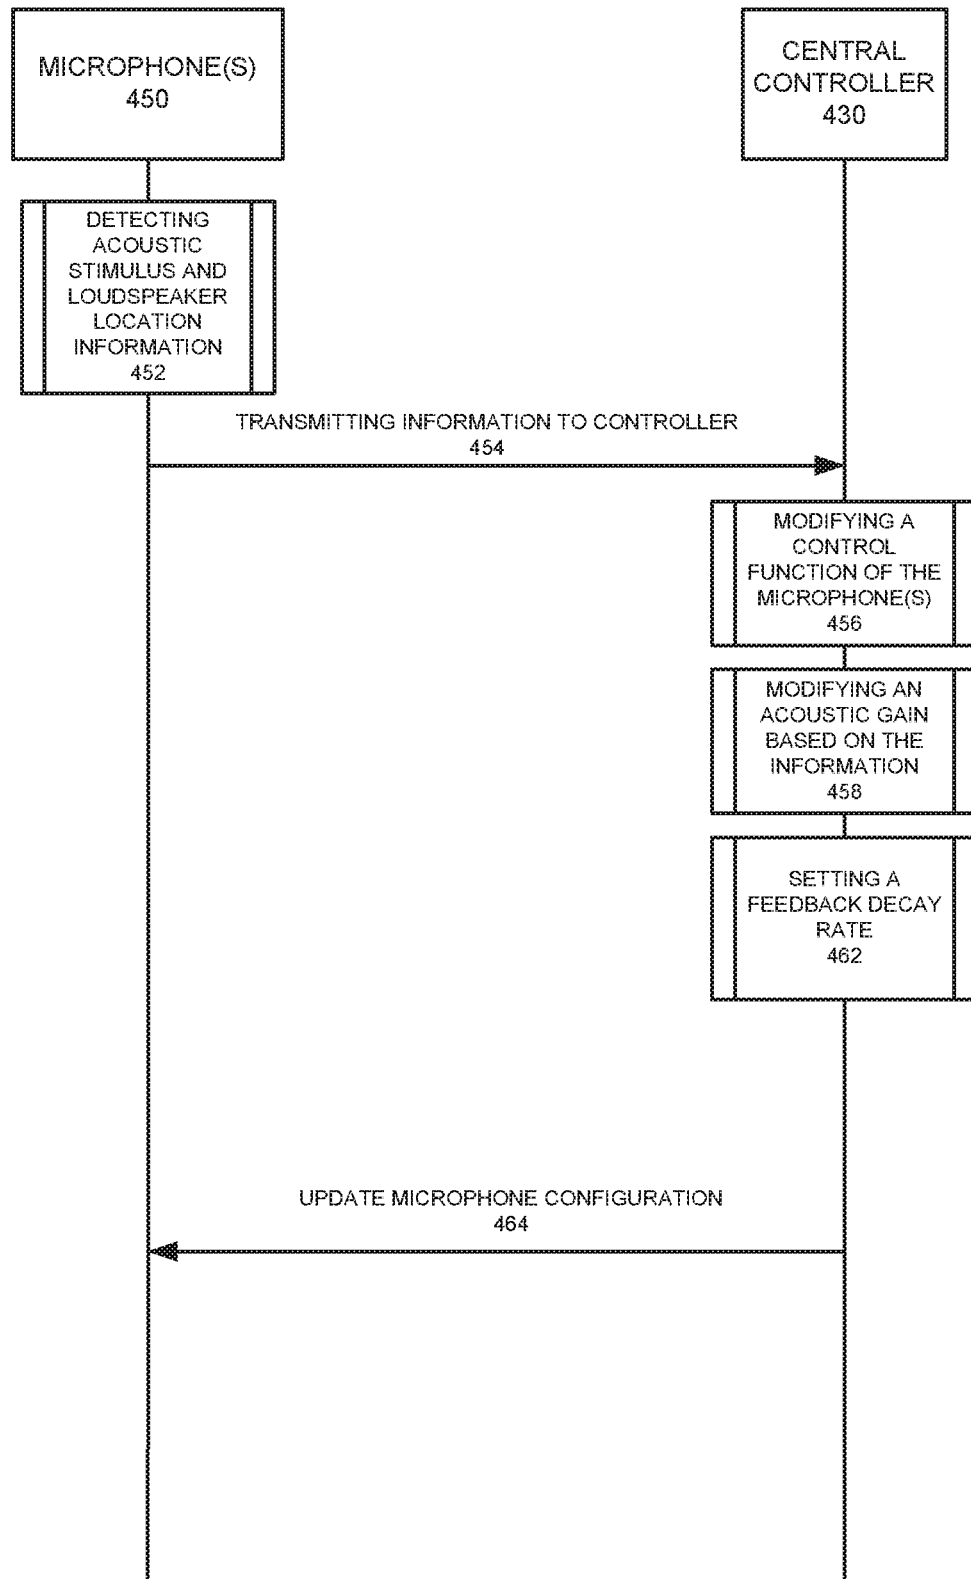 MICROPHONE(S)
450
CENTRAL
CONTROLLER
430
DETECTING
ACOUSTIC
STIMULUS AND
LOUDSPEAKER
LOCATION
INFORMATION
452
TRANSMITTING INFORMATION TO CONTROLLER
454
MODIFYING A
CONTROL
FUNCTION OF THE
MICROPHONE(S)
456
MODIFYING AN
ACOUSTIC GAIN
BASED ON THE
INFORMATION
458
SETTING A
FEEDBACK DECAY
RATE
462
UPDATE MICROPHONE CONFIGURATION
464